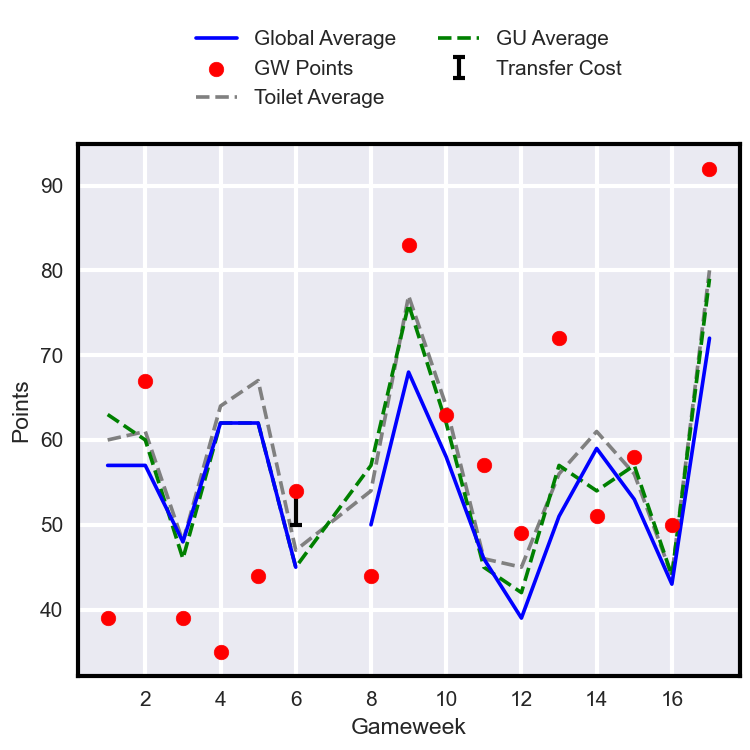 Global Average
GW Points
Toilet Average
GU Average
Transfer Cost
90
80
70
60
50
40
Points
2 4 6 8 10 12 14 16
Gameweek